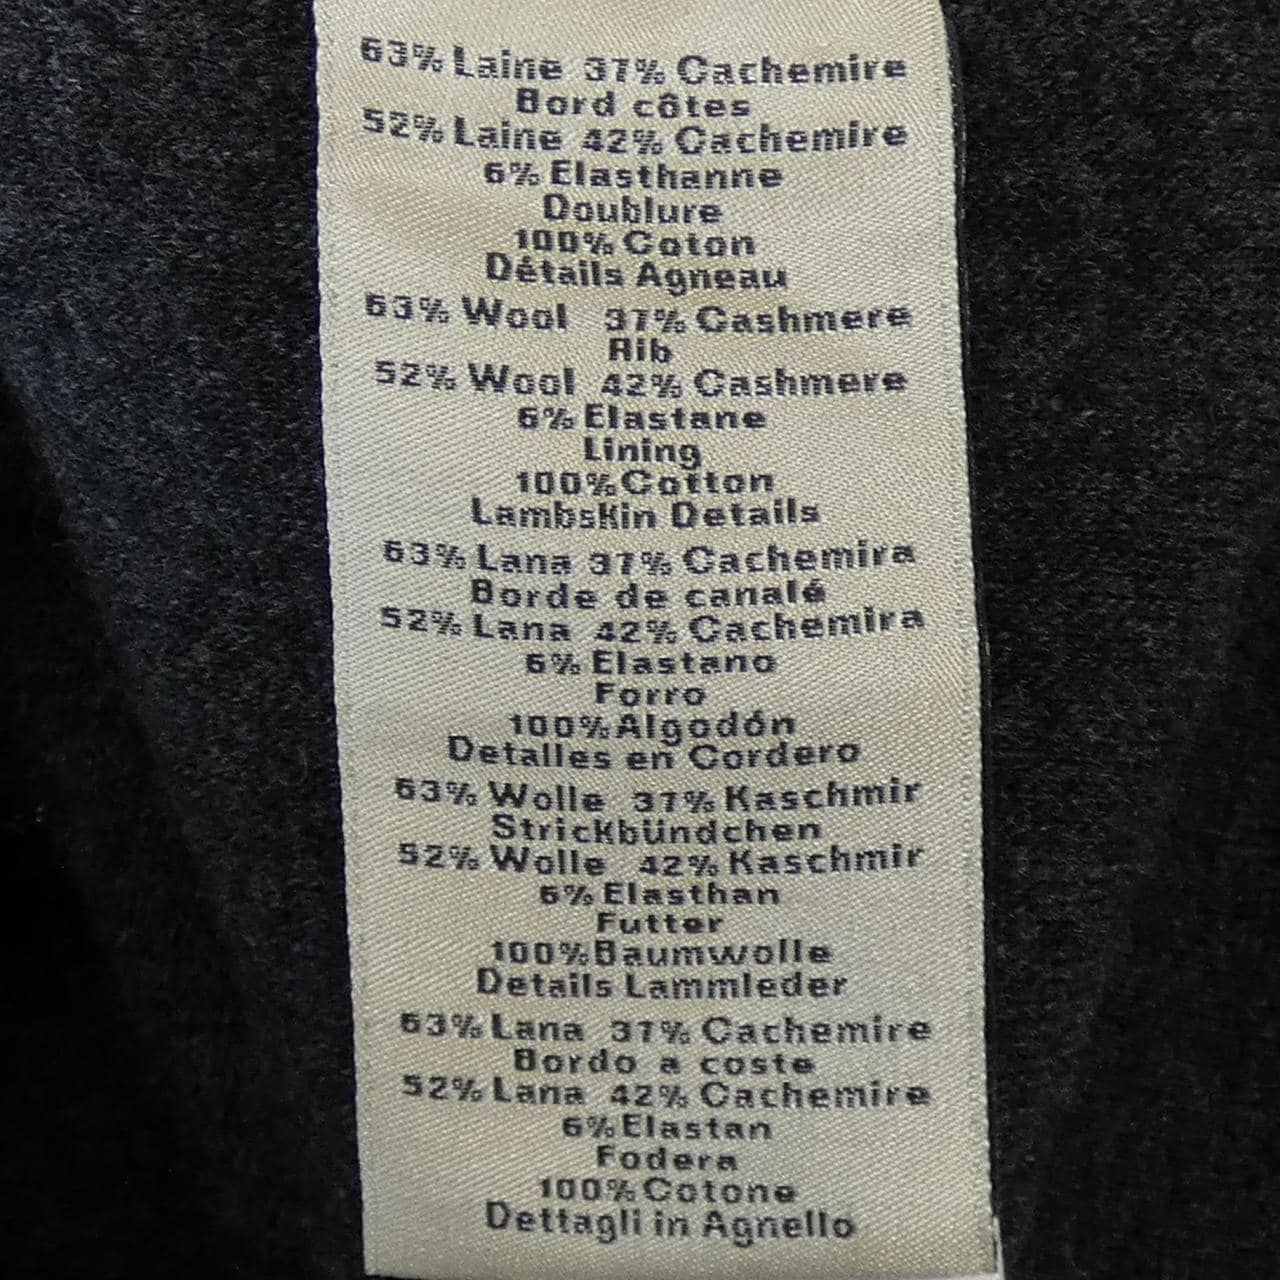 63% Laine 37% Cachemire
Bord côtes
52% Laine 42% Cachemire
6% Elasthanne
Doublure
100% Coton
Détails Agneau
63% Wool 37% Cashmere
Rib
52% Wool 42% Cashmere
6% Elastane
Lining
100% Cotton
Lambskin Details
63% Lana 37% Cachemira
Borde de canalé
52% Lana 42% Cachemira
6% Elastano
Forro
100% Algodón
Detalles en Cordero
63% Wolle 37% Kaschmir
Strickbündchen
52% Wolle 42% Kaschmir
6% Elasthan
Futter
100% Baumwolle
Details Lammleder
63% Lana 37% Cachemire
Bordo a coste
52% Lana 42% Cachemire
6% Elastan
Fodera
100% Cotone
Dettagli in Agnello